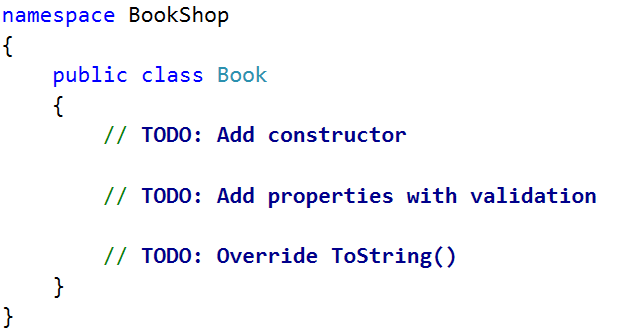 namespace BookShop
{
    public class Book
    {
        // TODO: Add constructor
        // TODO: Add properties with validation
        // TODO: Override ToString()
    }
}